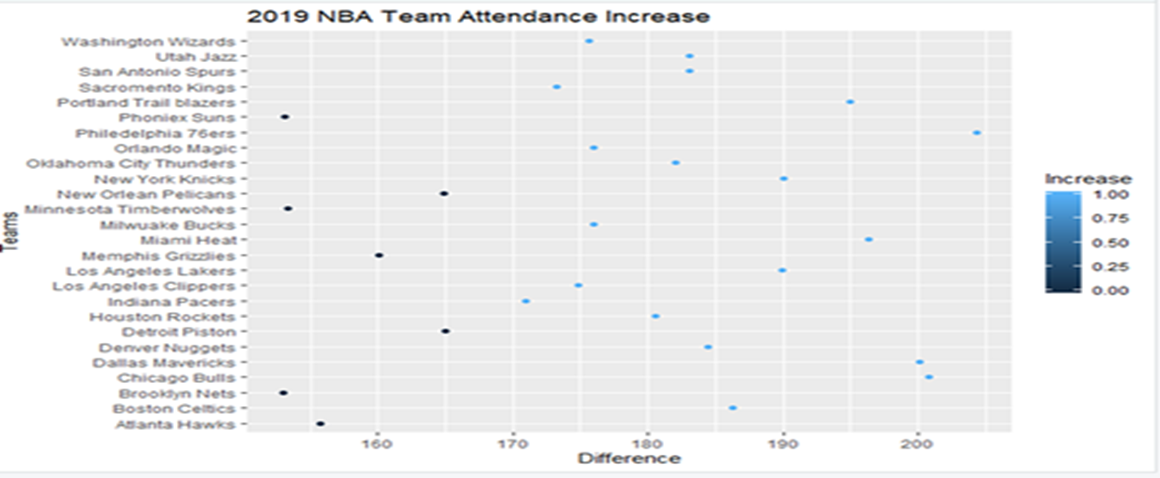 2019 NBA Team Attendance Increase
Washington Wizards
Utah Jazz
San Antonio Spurs
Sacromento Kings
Portland Trail blazers
Phoniex Suns
Philedelphia 76ers
Orlando Magic
Oklahoma City Thunders
New York Knicks
New Orlean Pelicans
Minnesota Timberwolves
Milwuake Bucks
Miami Heat
Memphis Grizzlies
Los Angeles Lakers
Los Angeles Clippers
Indiana Pacers
Houston Rockets
Detroit Piston
Denver Nuggets
Dallas Mavericks
Chicago Bulls
Brooklyn Nets
Boston Celtics
Atlanta Hawks
Teams
160 170 180 190 200
Difference
Increase
1.00
0.75
0.50
0.25
0.00